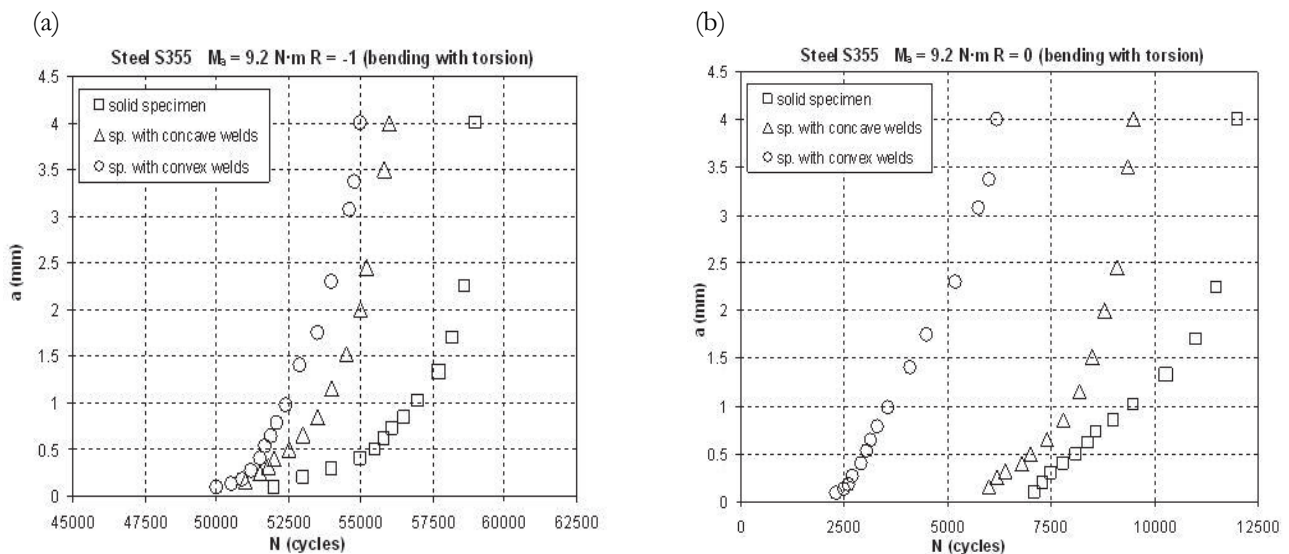 (a)
Steel S355 Ma = 9.2 N·m R = -1 (bending with torsion)
4.5
4
3.5
3
2.5
2
1.5
1
0.5
0
a (mm)
solid specimen
sp. with concave welds
sp. with convex welds
45000 47500 50000 52500 55000 57500 60000 62500
N (cycles)
(b)
Steel S355 Ma = 9.2 N·m R = 0 (bending with torsion)
4.5
4
3.5
3
2.5
2
1.5
1
0.5
0
a (mm)
solid specimen
sp. with concave welds
sp. with convex welds
0 2500 5000 7500 10000 12500
N (cycles)